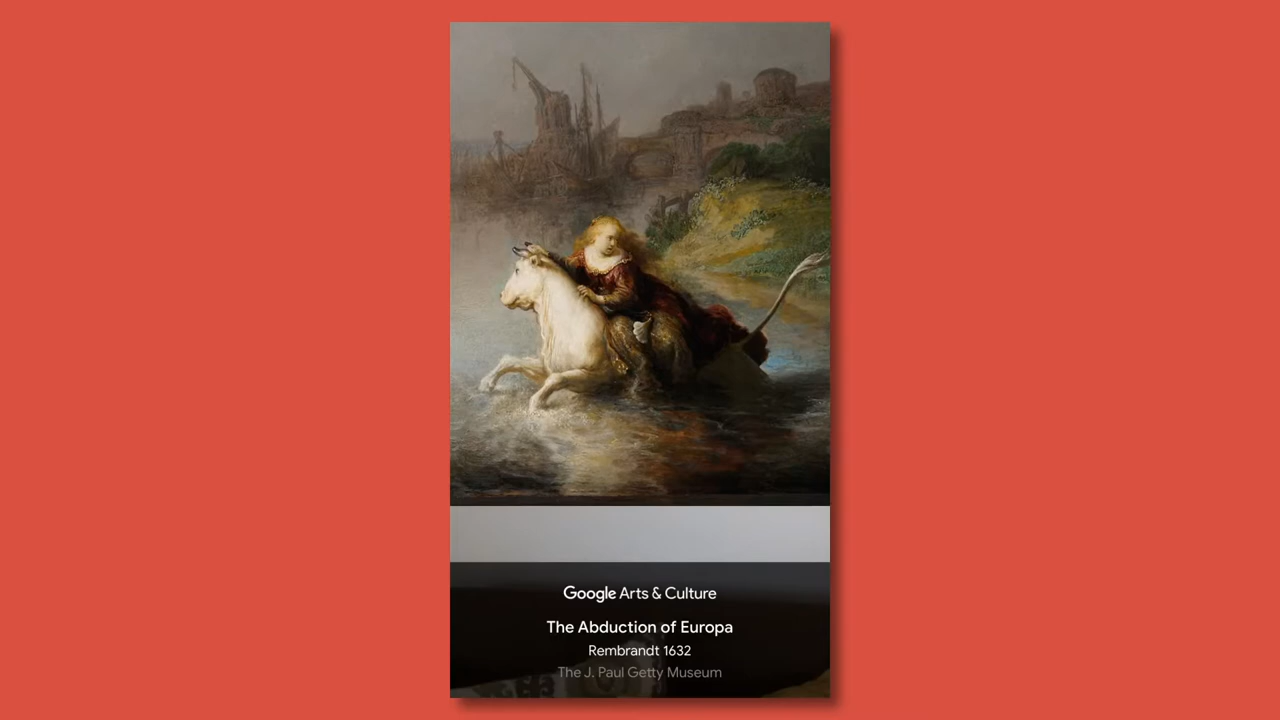 Google Arts & Culture
The Abduction of Europa
Rembrandt 1632
The J. Paul Getty Museum